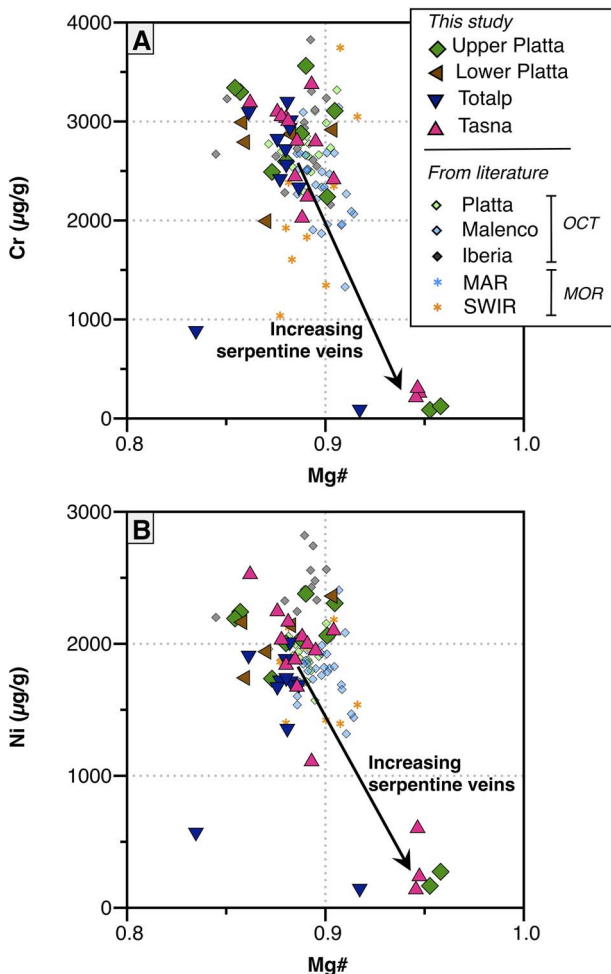 A
4000
3000
2000
1000
0
Cr (µg/g)
0.8
0.9
1.0
Mg#
Increasing
serpentine veins
This study
Upper Platta
Lower Platta
Totalp
Tasna
From literature
Platta
Malenco
Iberia
OCT
MAR
SWIR
MOR
B
3000
2000
1000
0
Ni (µg/g)
0.8
0.9
1.0
Mg#
Increasing
serpentine veins